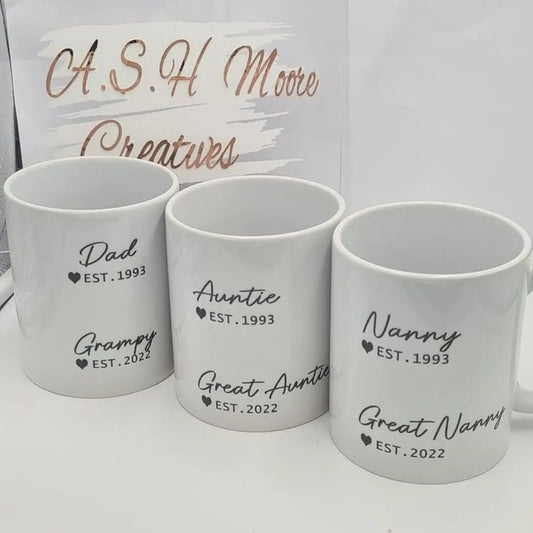 A.S.H Moore
Creatives
Dad
EST.1993
Grampy
EST.2022
Auntie
EST.1993
Great Auntie
EST.2022
Nanny
EST.1993
Great Nanny
EST.2022